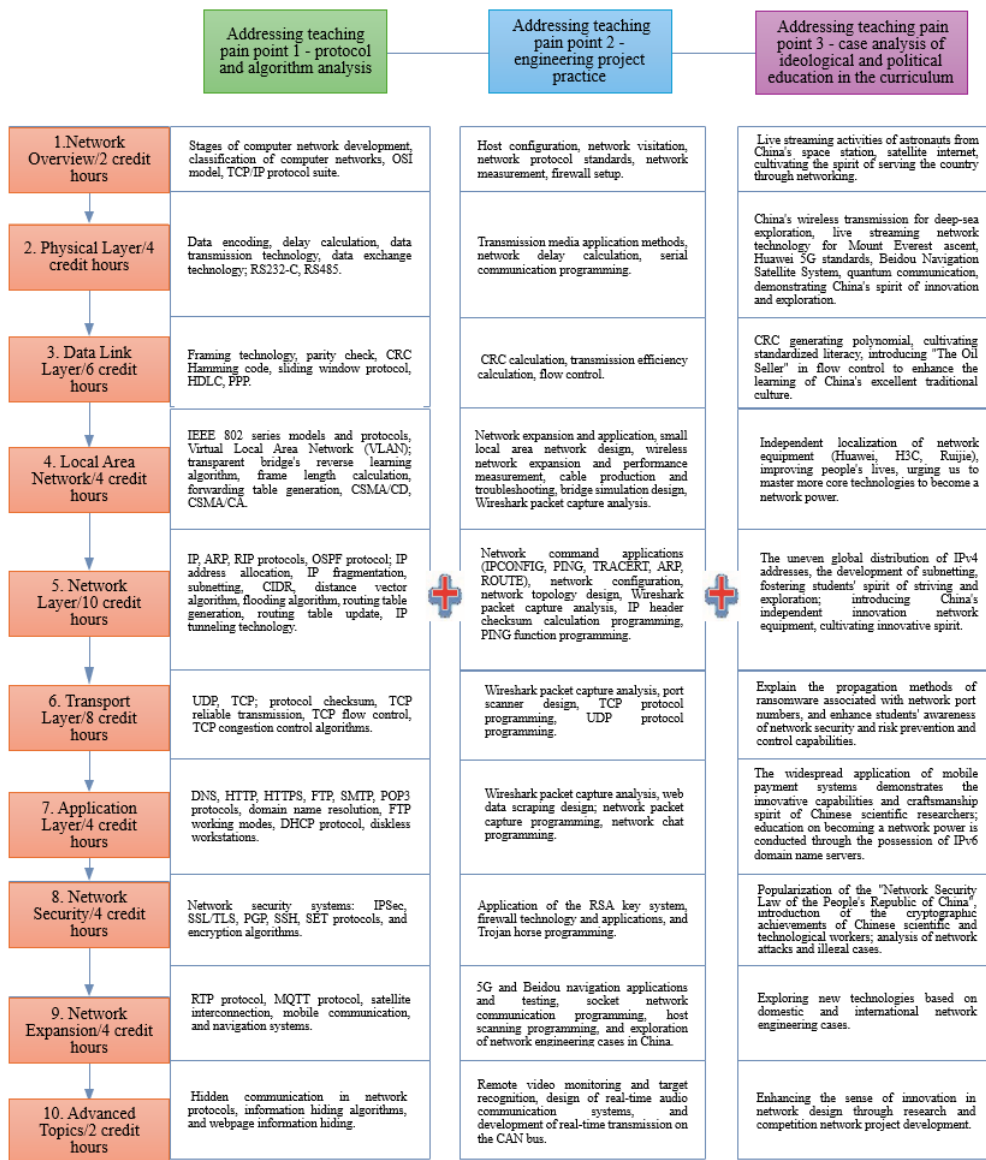 Addressing teaching
pain point 1 - protocol
and algorithm analysis
Addressing teaching
pain point 2 -
engineering project
practice
Addressing teaching pain
point 3 - case analysis of
ideological and political
education in the curriculum
1.Network
Overview/2 credit
hours
Stages of computer network development,
classification of computer networks, OSI
model, TCP/IP protocol suite.
Host configuration, network visitation,
network protocol standards, network
measurement, firewall setup.
Live streaming activities of astronauts from
China's space station, satellite internet,
cultivating the spirit of serving the country
through networking.
2. Physical Layer/4
credit hours
Data encoding, delay calculation, data
transmission technology, data exchange
technology; RS232-C, RS485.
Transmission media application methods,
network delay calculation, serial
communication programming.
China's wireless transmission for deep-sea
exploration, live streaming network
technology for Mount Everest ascent,
Huawei 5G standards, Beidou Navigation
Satellite System, quantum communication,
demonstrating China's spirit of innovation
and exploration.
3. Data Link
Layer/6 credit
hours
Framing technology, parity check, CRC
Hamming code, sliding window protocol,
HDLC, PPP.
CRC calculation, transmission efficiency
calculation, flow control.
CRC generating polynomial, cultivating
standardized literacy, introducing "The Oil
Seller" in flow control to enhance the
learning of China's excellent traditional
culture.
4. Local Area
Network/4 credit
hours
IEEE 802 series models and protocols,
Virtual Local Area Network (VLAN);
transparent bridge's reverse learning
algorithm, frame length calculation,
forwarding table generation, CSMA/CD,
CSMA/CA.
Network expansion and application, small
local area network design, wireless
network expansion and performance
measurement, cable production and
troubleshooting, bridge simulation design,
Wireshark packet capture analysis.
Independent localization of network
equipment (Huawei, H3C, Ruijie),
improving people's lives, urging us to
master more core technologies to become a
network power.
5. Network
Layer/10 credit
hours
IP, ARP, RIP protocols, OSPF protocol; IP
address allocation, IP fragmentation,
subnetting, CIDR, distance vector
algorithm, flooding algorithm, routing table
generation, routing table update, IP
tunneling technology.
Network command applications
(IPCONFIG, PING, TRACERT, ARP,
ROUTE), network configuration,
network topology design, Wireshark
packet capture analysis, IP header
checksum calculation programming,
PING function programming.
The uneven global distribution of IPv4
addresses, the development of subnetting,
fostering students' spirit of striving and
exploration; introducing China's
independent innovation network
equipment, cultivating innovative spirit.
6. Transport
Layer/8 credit
hours
UDP, TCP; protocol checksum, TCP
reliable transmission, TCP flow control,
TCP congestion control algorithms.
Wireshark packet capture analysis, port
scanner design, TCP protocol
programming, UDP protocol
programming.
Explain the propagation methods of
ransomware associated with network port
numbers, and enhance students' awareness
of network security and risk prevention and
control capabilities.
7. Application
Layer/4 credit
hours
DNS, HTTP, HTTPS, FTP, SMTP, POP3
protocols, domain name resolution, FTP
working modes, DHCP protocol, diskless
workstations.
Wireshark packet capture analysis, web
data scraping design; network packet
capture programming, network chat
programming.
The widespread application of mobile
payment systems demonstrates the
innovative capabilities and craftsmanship
spirit of Chinese scientific researchers;
education on becoming a network power is
conducted through the possession of IPv6
domain name servers.
8. Network
Security/4 credit
hours
Network security systems: IPSec,
SSL/TLS, PGP, SSH, SET protocols, and
encryption algorithms.
Application of the RSA key system,
firewall technology and applications, and
Trojan horse programming.
Popularization of the "Network Security
Law of the People's Republic of China",
introduction of the cryptographic
achievements of Chinese scientific and
technological workers; analysis of network
attacks and illegal cases.
9. Network
Expansion/4 credit
hours
RTP protocol, MQTT protocol, satellite
interconnection, mobile communication,
and navigation systems.
5G and Beidou navigation applications
and testing, socket network
communication programming, host
scanning programming, and exploration
of network engineering cases in China.
Exploring new technologies based on
domestic and international network
engineering cases.
10. Advanced
Topics/2 credit
hours
Hidden communication in network
protocols, information hiding algorithms,
and webpage information hiding.
Remote video monitoring and target
recognition, design of real-time audio
communication systems, and
development of real-time transmission on
the CAN bus.
Enhancing the sense of innovation in
network design through research and
competition network project development.